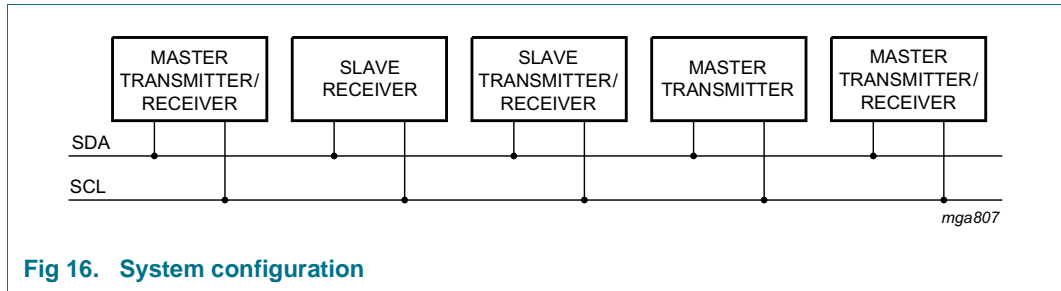 MASTER
TRANSMITTER/
RECEIVER
SLAVE
RECEIVER
SLAVE
TRANSMITTER/
RECEIVER
MASTER
TRANSMITTER
MASTER
TRANSMITTER/
RECEIVER
SDA
SCL
mga807
Fig 16. System configuration